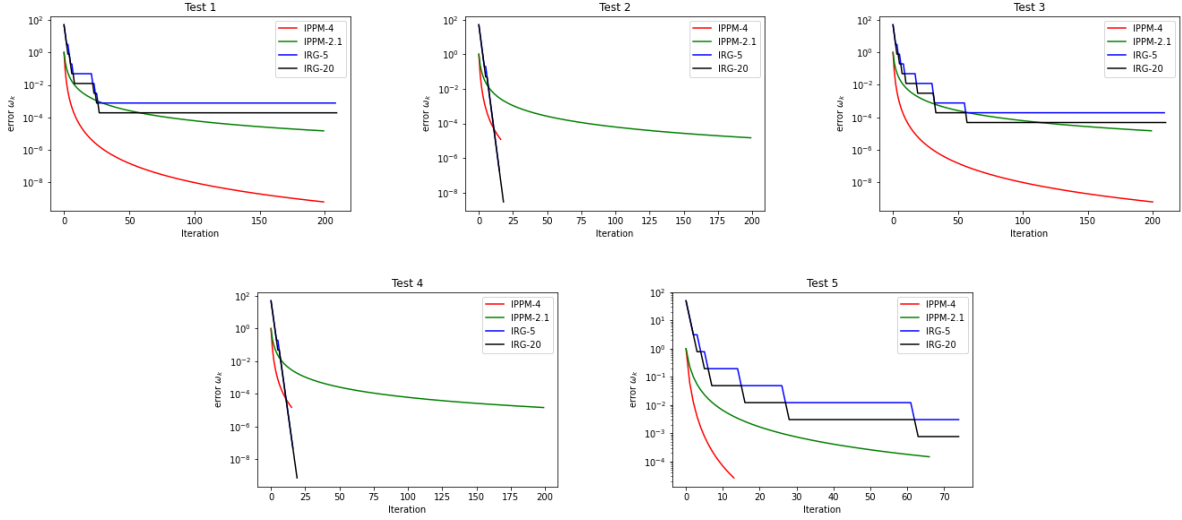 Test 1
10^2
10^0
10^-2
10^-4
10^-6
10^-8
error ω_k
0 50 100 150 200
Iteration
IPPM-4
IPPM-2.1
IRG-5
IRG-20
Test 2
10^2
10^0
10^-2
10^-4
10^-6
10^-8
error ω_k
0 25 50 75 100 125 150 175 200
Iteration
IPPM-4
IPPM-2.1
IRG-5
IRG-20
Test 3
10^2
10^0
10^-2
10^-4
10^-6
10^-8
error ω_k
0 50 100 150 200
Iteration
IPPM-4
IPPM-2.1
IRG-5
IRG-20
Test 4
10^2
10^0
10^-2
10^-4
10^-6
10^-8
error ω_k
0 25 50 75 100 125 150 175 200
Iteration
IPPM-4
IPPM-2.1
IRG-5
IRG-20
Test 5
10^2
10^1
10^0
10^-1
10^-2
10^-3
10^-4
error ω_k
0 10 20 30 40 50 60 70
Iteration
IPPM-4
IPPM-2.1
IRG-5
IRG-20